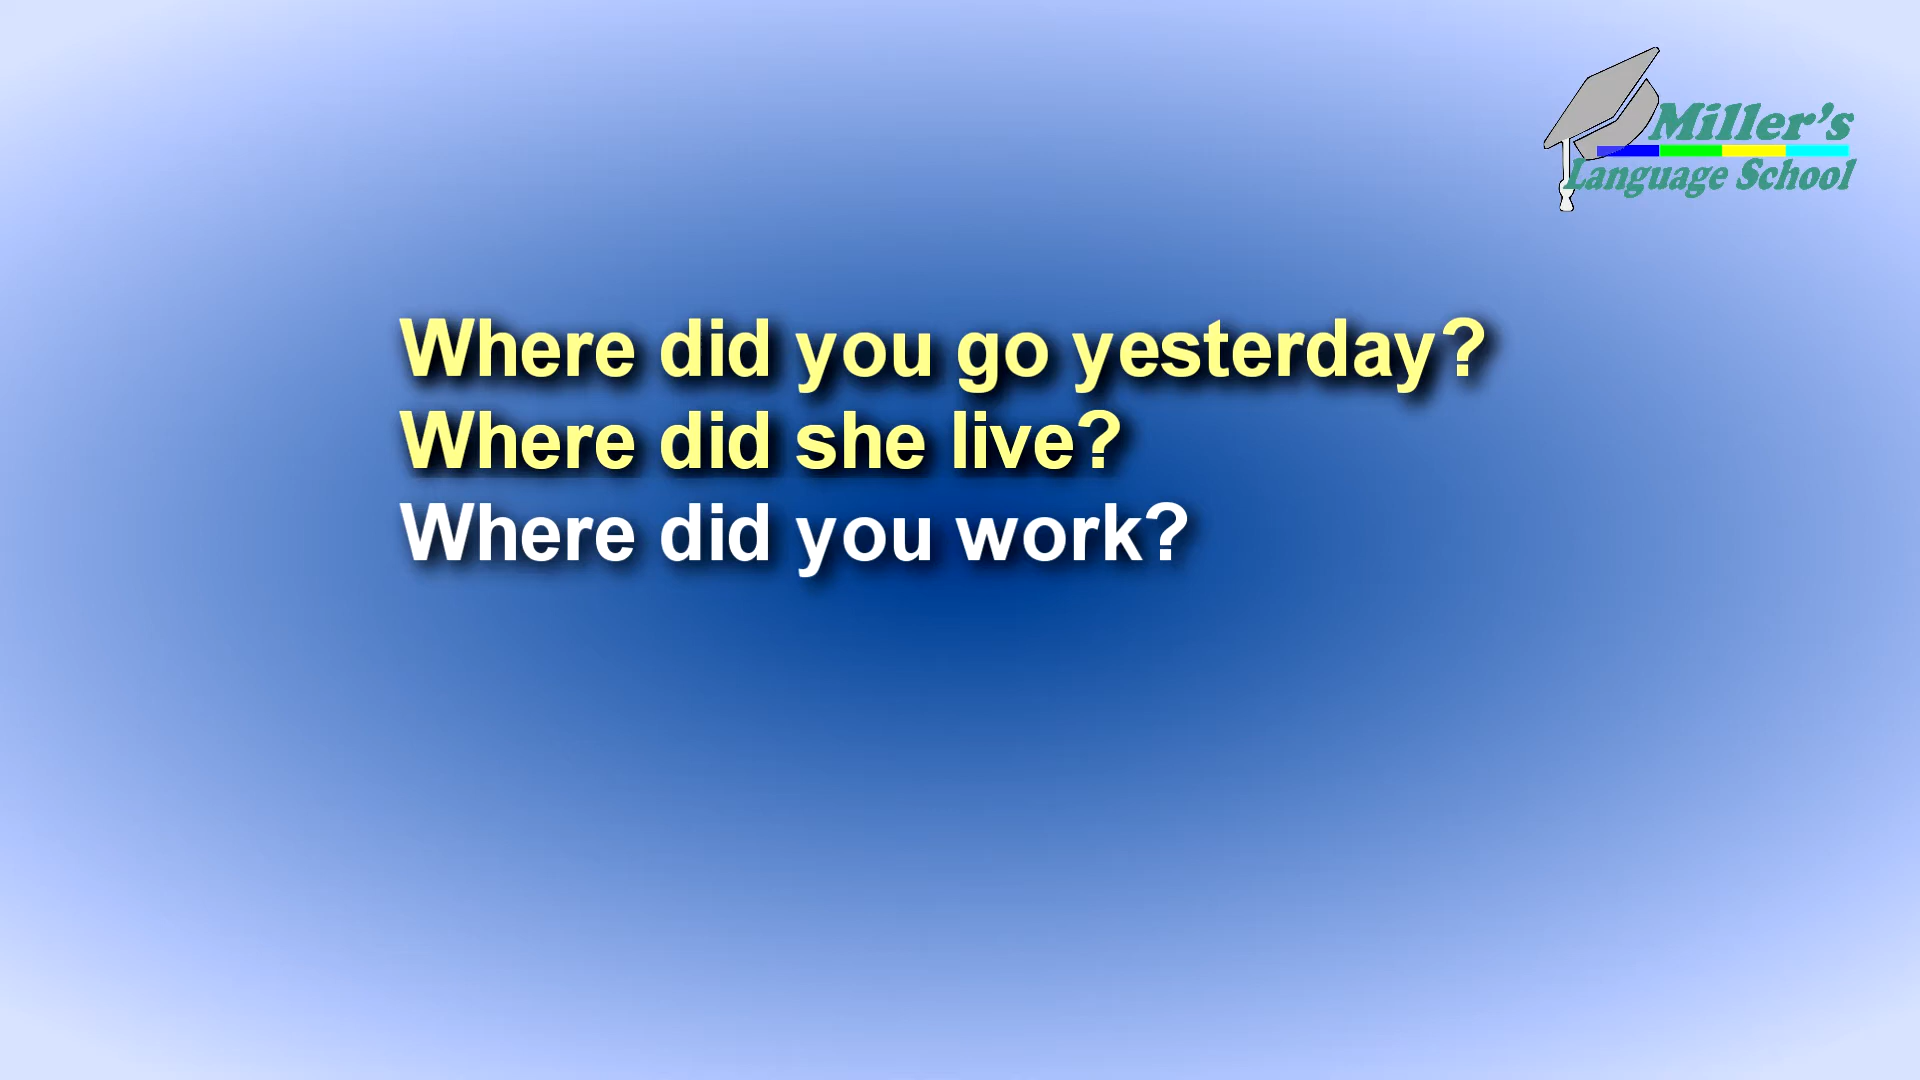 Miller's
Language School
Where did you go yesterday?
Where did she live?
Where did you work?